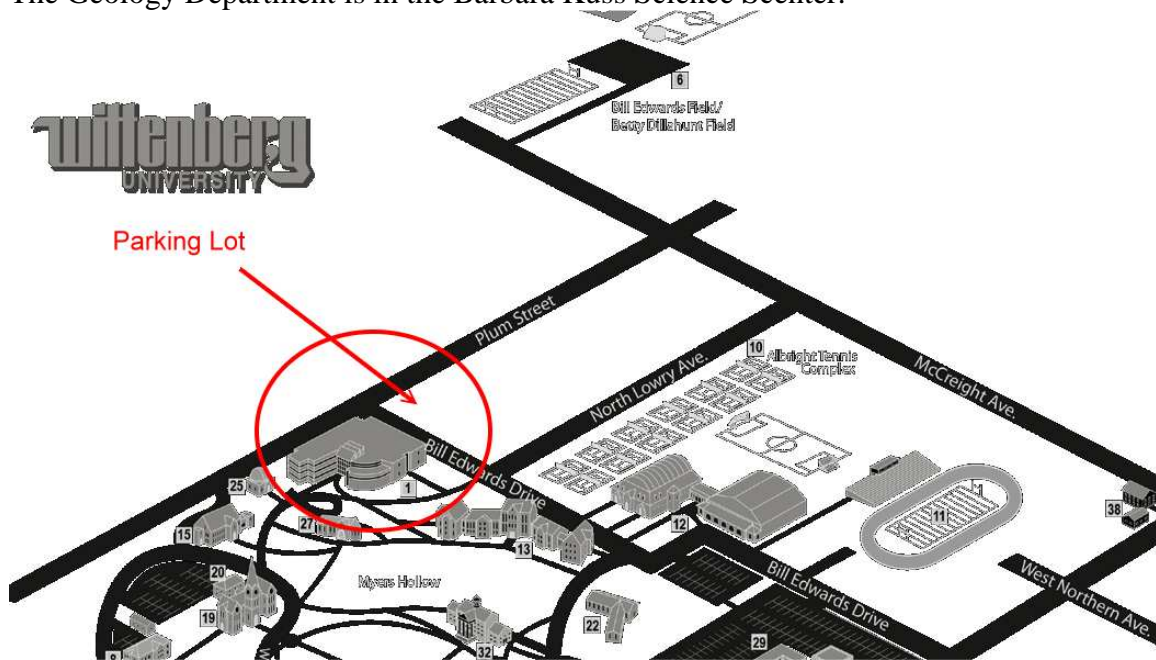 The Geology Department is in the Barbara Kuss Science Scenter.
6
Bill Edwards Field/
Betty Dillahunt Field
wittenberg
UNIVERSITY
Parking Lot
Plum Street
10
Albright Tennis
Complex
North Lowry Ave.
McCreight Ave.
Bill Edwards Drive
1
25
27
15
13
12
11
38
20
19
Myers Hollow
22
32
Bill Edwards Drive
West Northern Ave.
29
8